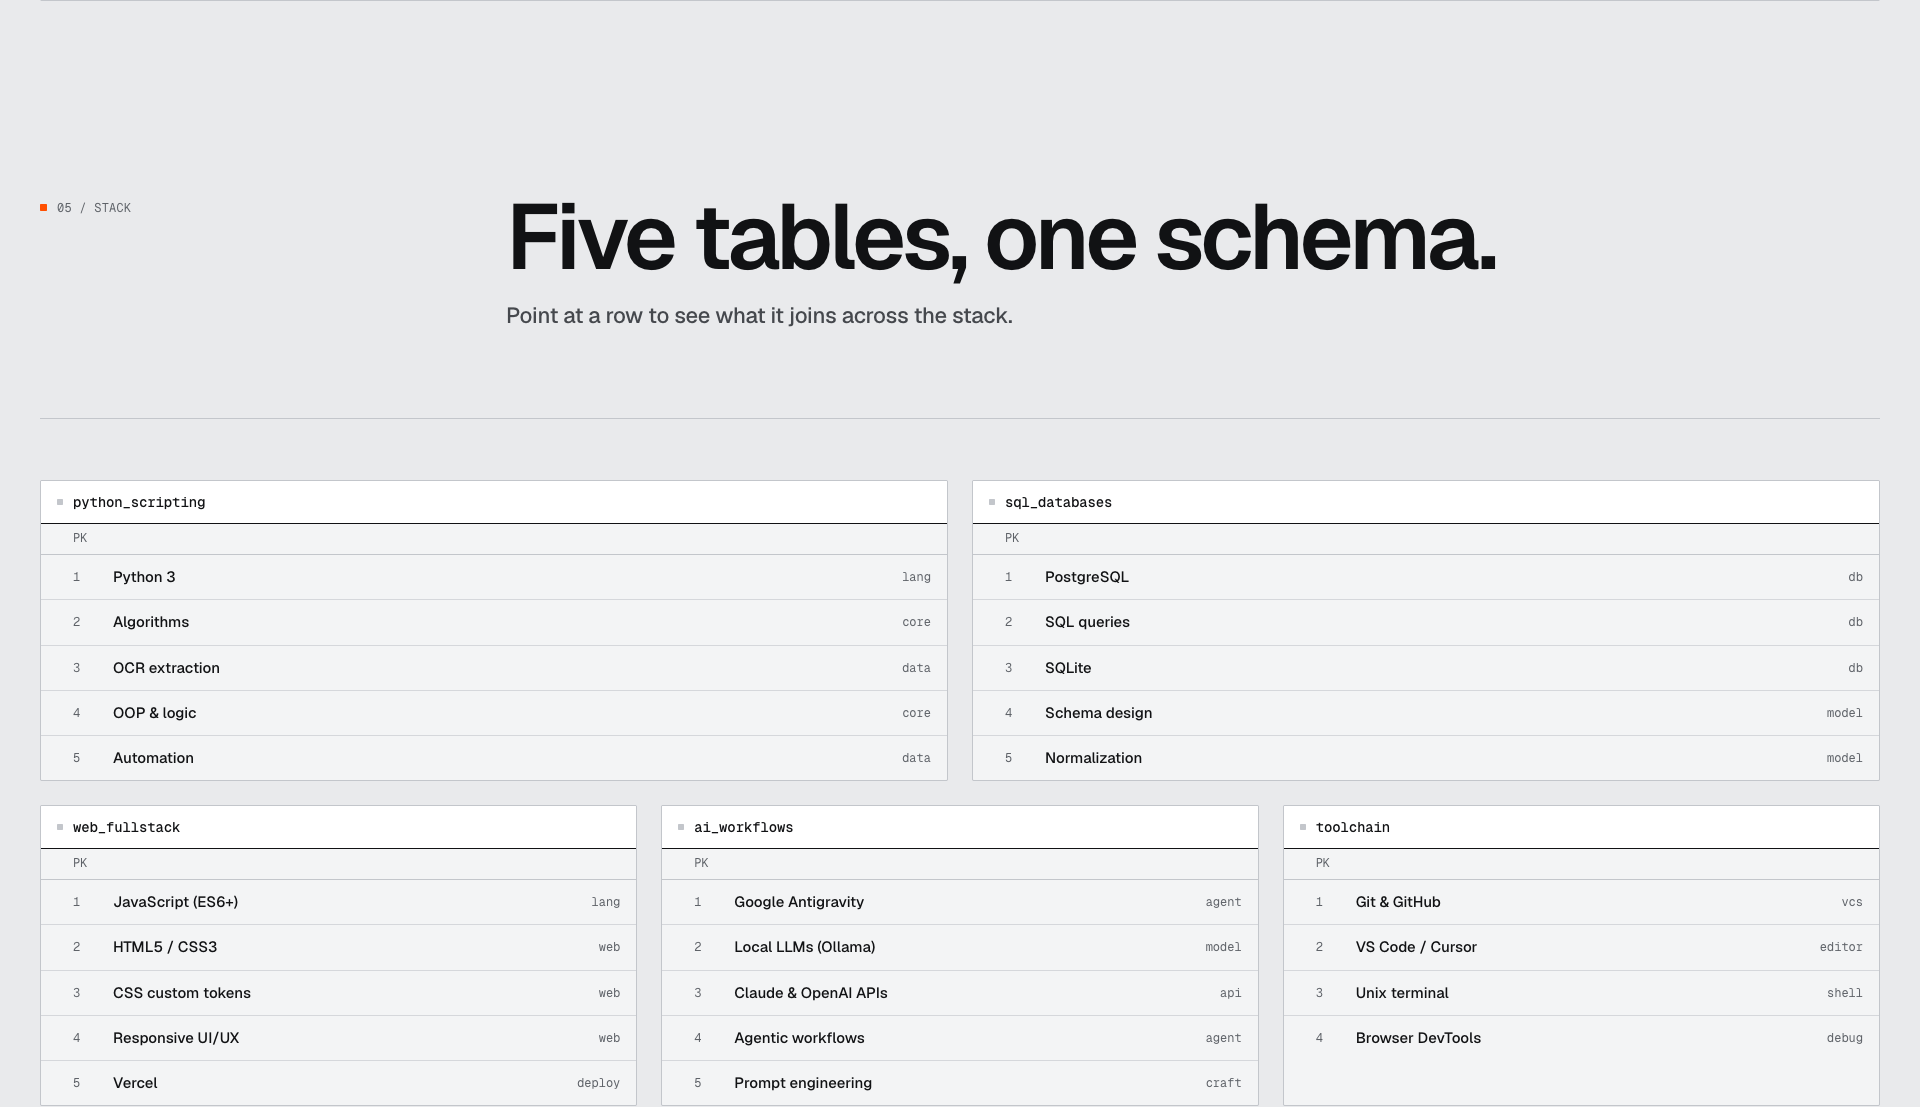 05 / STACK
Five tables, one schema.
Point at a row to see what it joins across the stack.
python_scripting
PK
1 Python 3 lang
2 Algorithms core
3 OCR extraction data
4 OOP & logic core
5 Automation data
sql_databases
PK
1 PostgreSQL db
2 SQL queries db
3 SQLite db
4 Schema design model
5 Normalization model
web_fullstack
PK
1 JavaScript (ES6+) lang
2 HTML5 / CSS3 web
3 CSS custom tokens web
4 Responsive UI/UX web
5 Vercel deploy
ai_workflows
PK
1 Google Antigravity agent
2 Local LLMs (Ollama) model
3 Claude & OpenAI APIs api
4 Agentic workflows agent
5 Prompt engineering craft
toolchain
PK
1 Git & GitHub vcs
2 VS Code / Cursor editor
3 Unix terminal shell
4 Browser DevTools debug